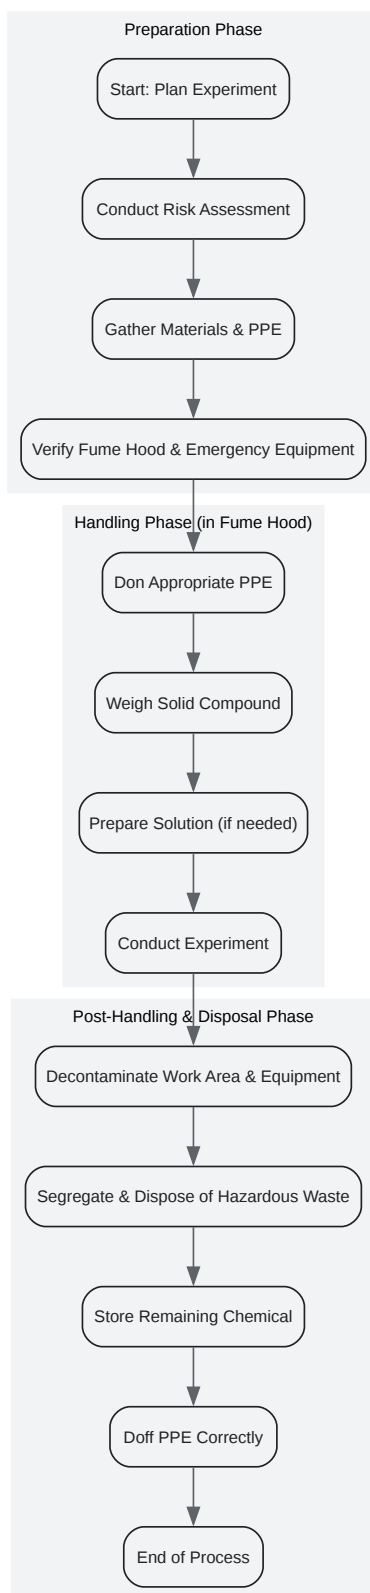 Preparation Phase
Start: Plan Experiment
Conduct Risk Assessment
Gather Materials & PPE
Verify Fume Hood & Emergency Equipment
Handling Phase (in Fume Hood)
Don Appropriate PPE
Weigh Solid Compound
Prepare Solution (if needed)
Conduct Experiment
Post-Handling & Disposal Phase
Decontaminate Work Area & Equipment
Segregate & Dispose of Hazardous Waste
Store Remaining Chemical
Doff PPE Correctly
End of Process